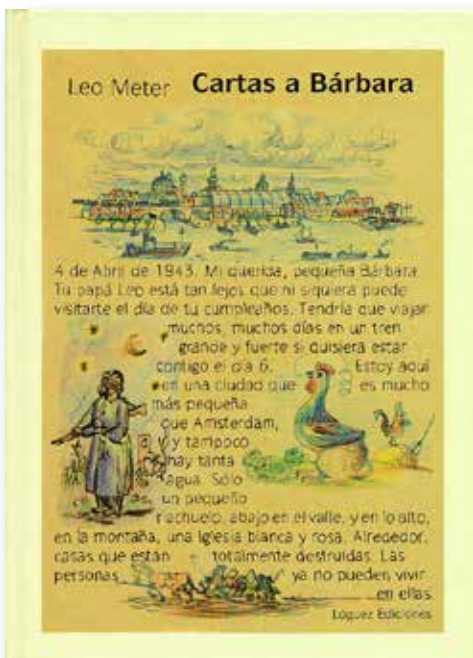 Leo Meter Cartas a Bárbara
4 de Abril de 1943. Mi querida, pequeña Bárbara.
Tu papá Leo está tan lejos que ni siquiera puede
visitarte el día de tu cumpleaños. Tendría que viajar
muchos, muchos días en un tren
grande y fuerte si quisiera estar
contigo el día 6. Estoy aquí
en una ciudad que es mucho
más pequeña
que Amsterdam,
y tampoco
hay tanta
agua. Sólo
un pequeño
riachuelo, abajo en el valle, y en lo alto,
en la montaña, una iglesia blanca y rosa. Alrededor,
casas que están totalmente destruidas. Las
personas ya no pueden vivir
en ellas.
Lóguez Ediciones